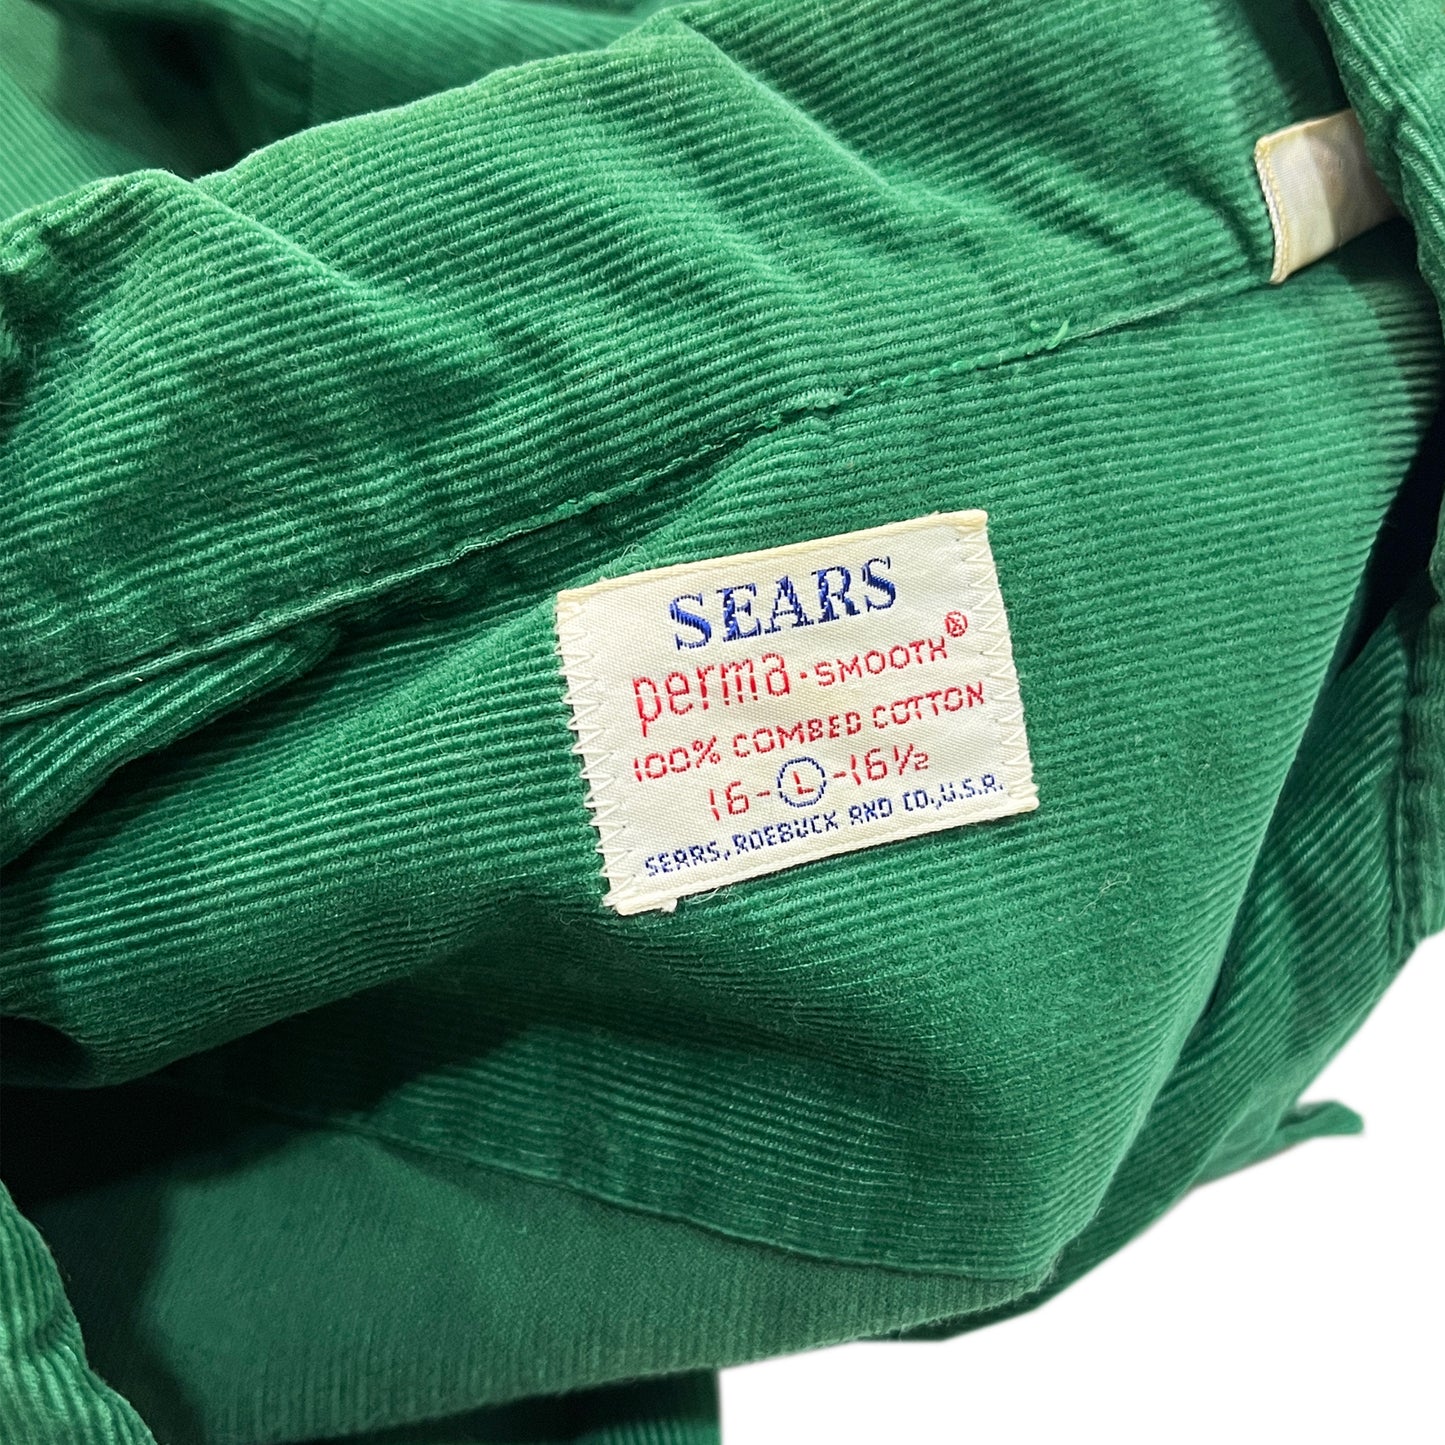 SEARS
perma-SMOOTH®
100% COMBED COTTON
16-L-16½
SEARS, ROEBUCK AND CO., U.S.A.